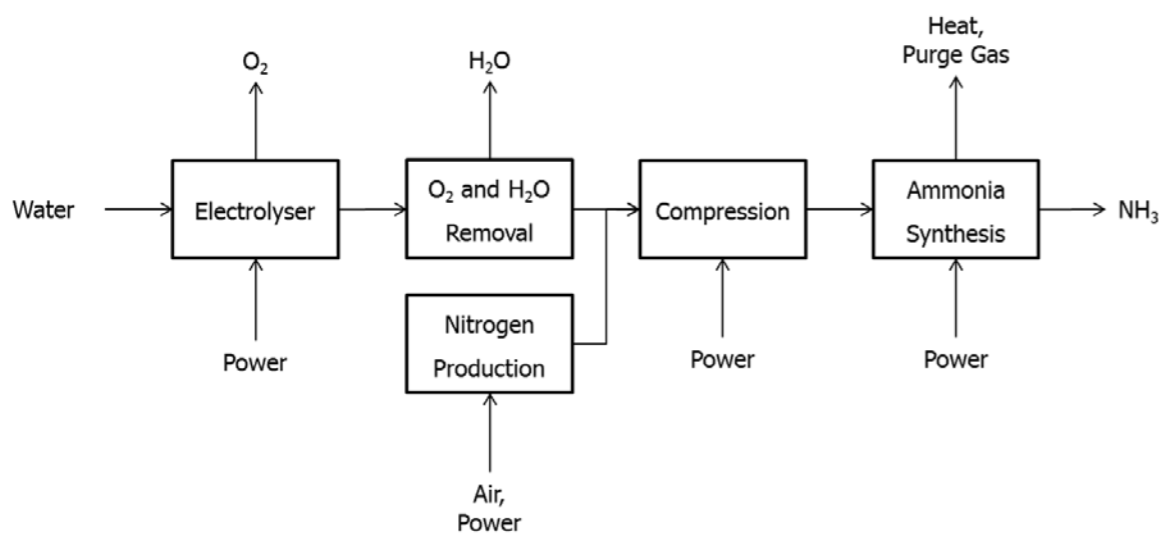 Heat,
Purge Gas
O₂
H₂O
Water
Electrolyser
O₂ and H₂O
Removal
Compression
Ammonia
Synthesis
NH₃
Nitrogen
Production
Power
Power
Power
Air,
Power